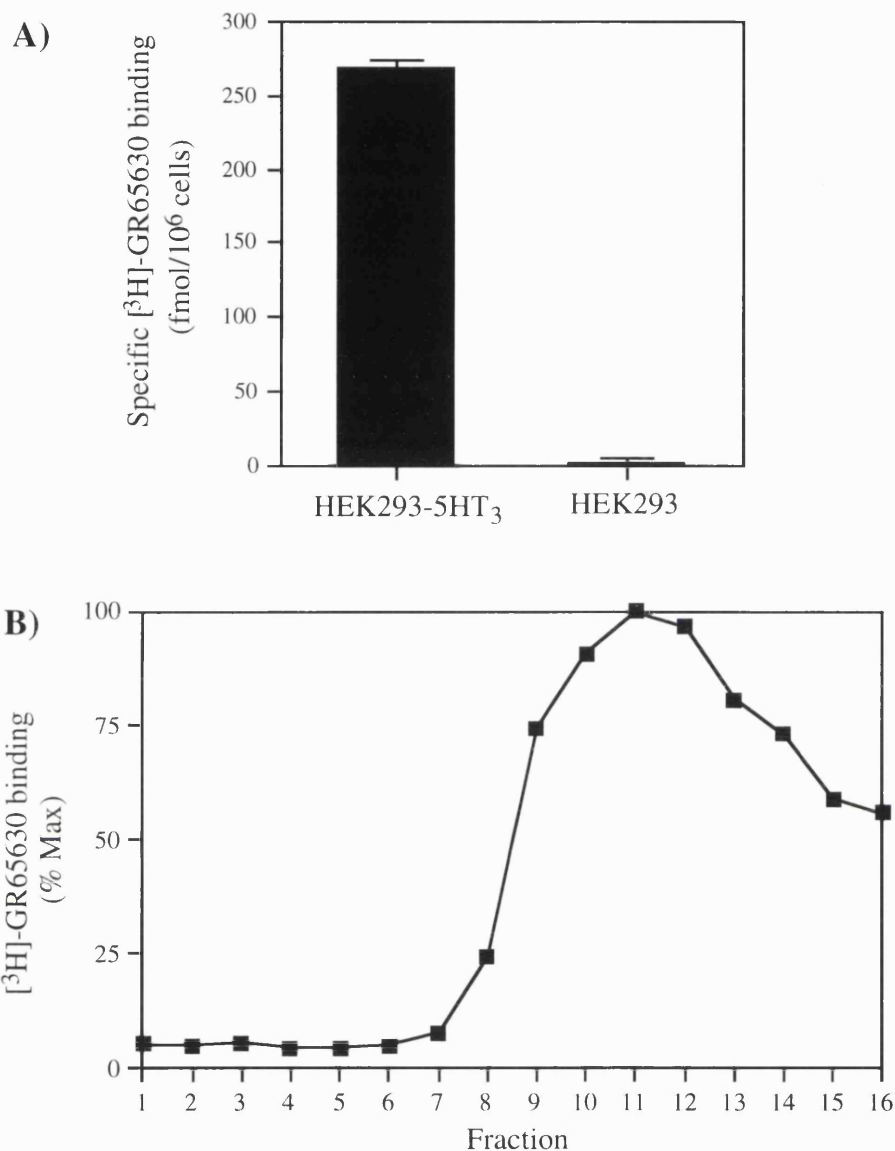 A)
Specific [³H]-GR65630 binding
(fmol/10⁶ cells)
300
250
200
150
100
50
0
HEK293-5HT₃
HEK293
B)
[³H]-GR65630 binding
(% Max)
100
75
50
25
0
1 2 3 4 5 6 7 8 9 10 11 12 13 14 15 16
Fraction